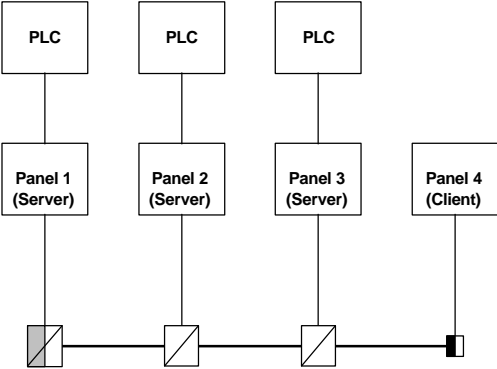 PLC
PLC
PLC
Panel 1
(Server)
Panel 2
(Server)
Panel 3
(Server)
Panel 4
(Client)